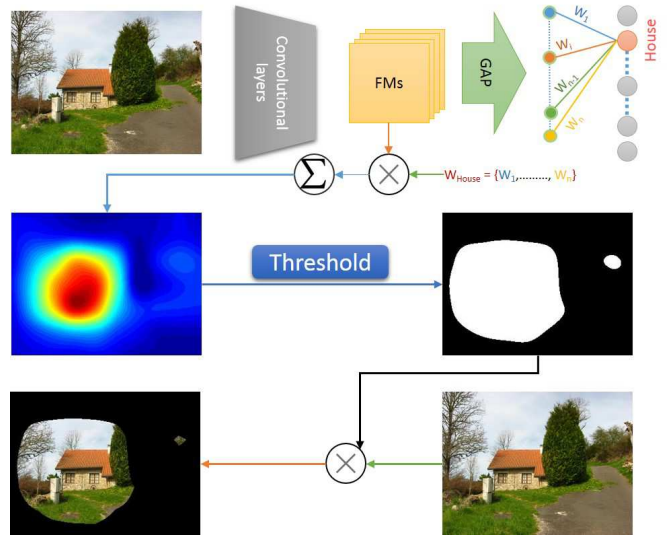 Convolutional
layers
FMs
GAP
W1
Wi
Wn-1
Wn
House
Σ
WHouse = {W1,........., Wn}
Threshold